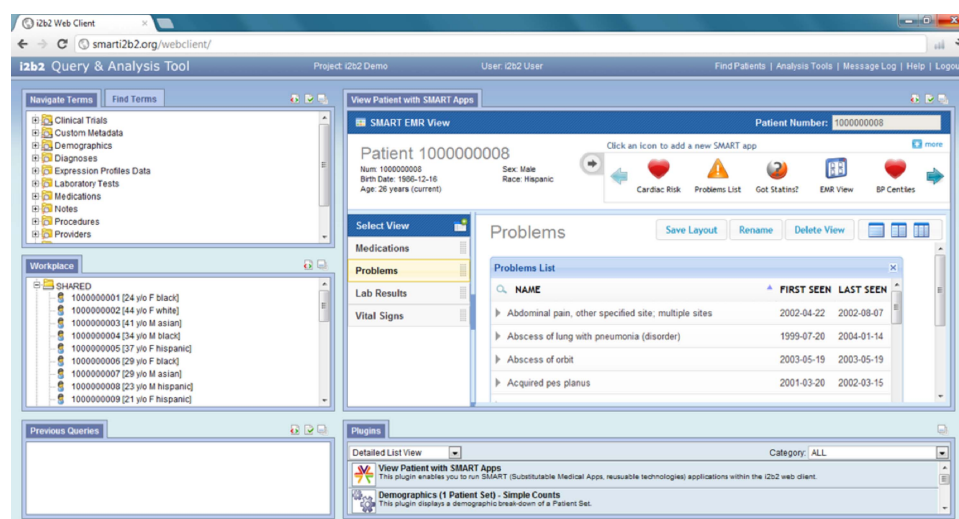 i2b2 Web Client
smarti2b2.org/webclient/
i2b2 Query & Analysis Tool
Project: i2b2 Demo
User: i2b2 User
Find Patients | Analysis Tools | Message Log | Help | Logou
Navigate Terms
Find Terms
Clinical Trials
Custom Metadata
Demographics
Diagnoses
Expression Profiles Data
Laboratory Tests
Medications
Notes
Procedures
Providers
Workplace
SHARED
1000000001 [24 y/o F black]
1000000002 [44 y/o F white]
1000000003 [41 y/o M asian]
1000000004 [34 y/o M black]
1000000005 [37 y/o F hispanic]
1000000006 [29 y/o F black]
1000000007 [29 y/o M asian]
1000000008 [23 y/o M hispanic]
1000000009 [21 y/o F hispanic]
Previous Queries
View Patient with SMART Apps
SMART EMR View
Patient Number: 1000000008
Patient 1000000008
Num: 1000000008
Sex: Male
Birth Date: 1986-12-16
Race: Hispanic
Age: 26 years (current)
Click an icon to add a new SMART app
more
Cardiac Risk
Problems List
Got Statins?
EMR View
BP Centiles
Select View
Medications
Problems
Lab Results
Vital Signs
Problems
Save Layout
Rename
Delete View
Problems List
NAME
FIRST SEEN
LAST SEEN
Abdominal pain, other specified site; multiple sites 2002-04-22 2002-08-07
Abscess of lung with pneumonia (disorder) 1999-07-20 2004-01-14
Abscess of orbit 2003-05-19 2003-05-19
Acquired pes planus 2001-03-20 2002-03-15
Plugins
Detailed List View
Category: ALL
View Patient with SMART Apps
This plugin enables you to run SMART (Substitutable Medical Apps, reusuable technologies) applications within the i2b2 web client.
Demographics (1 Patient Set) - Simple Counts
This plugin displays a demographic break-down of a Patient Set.